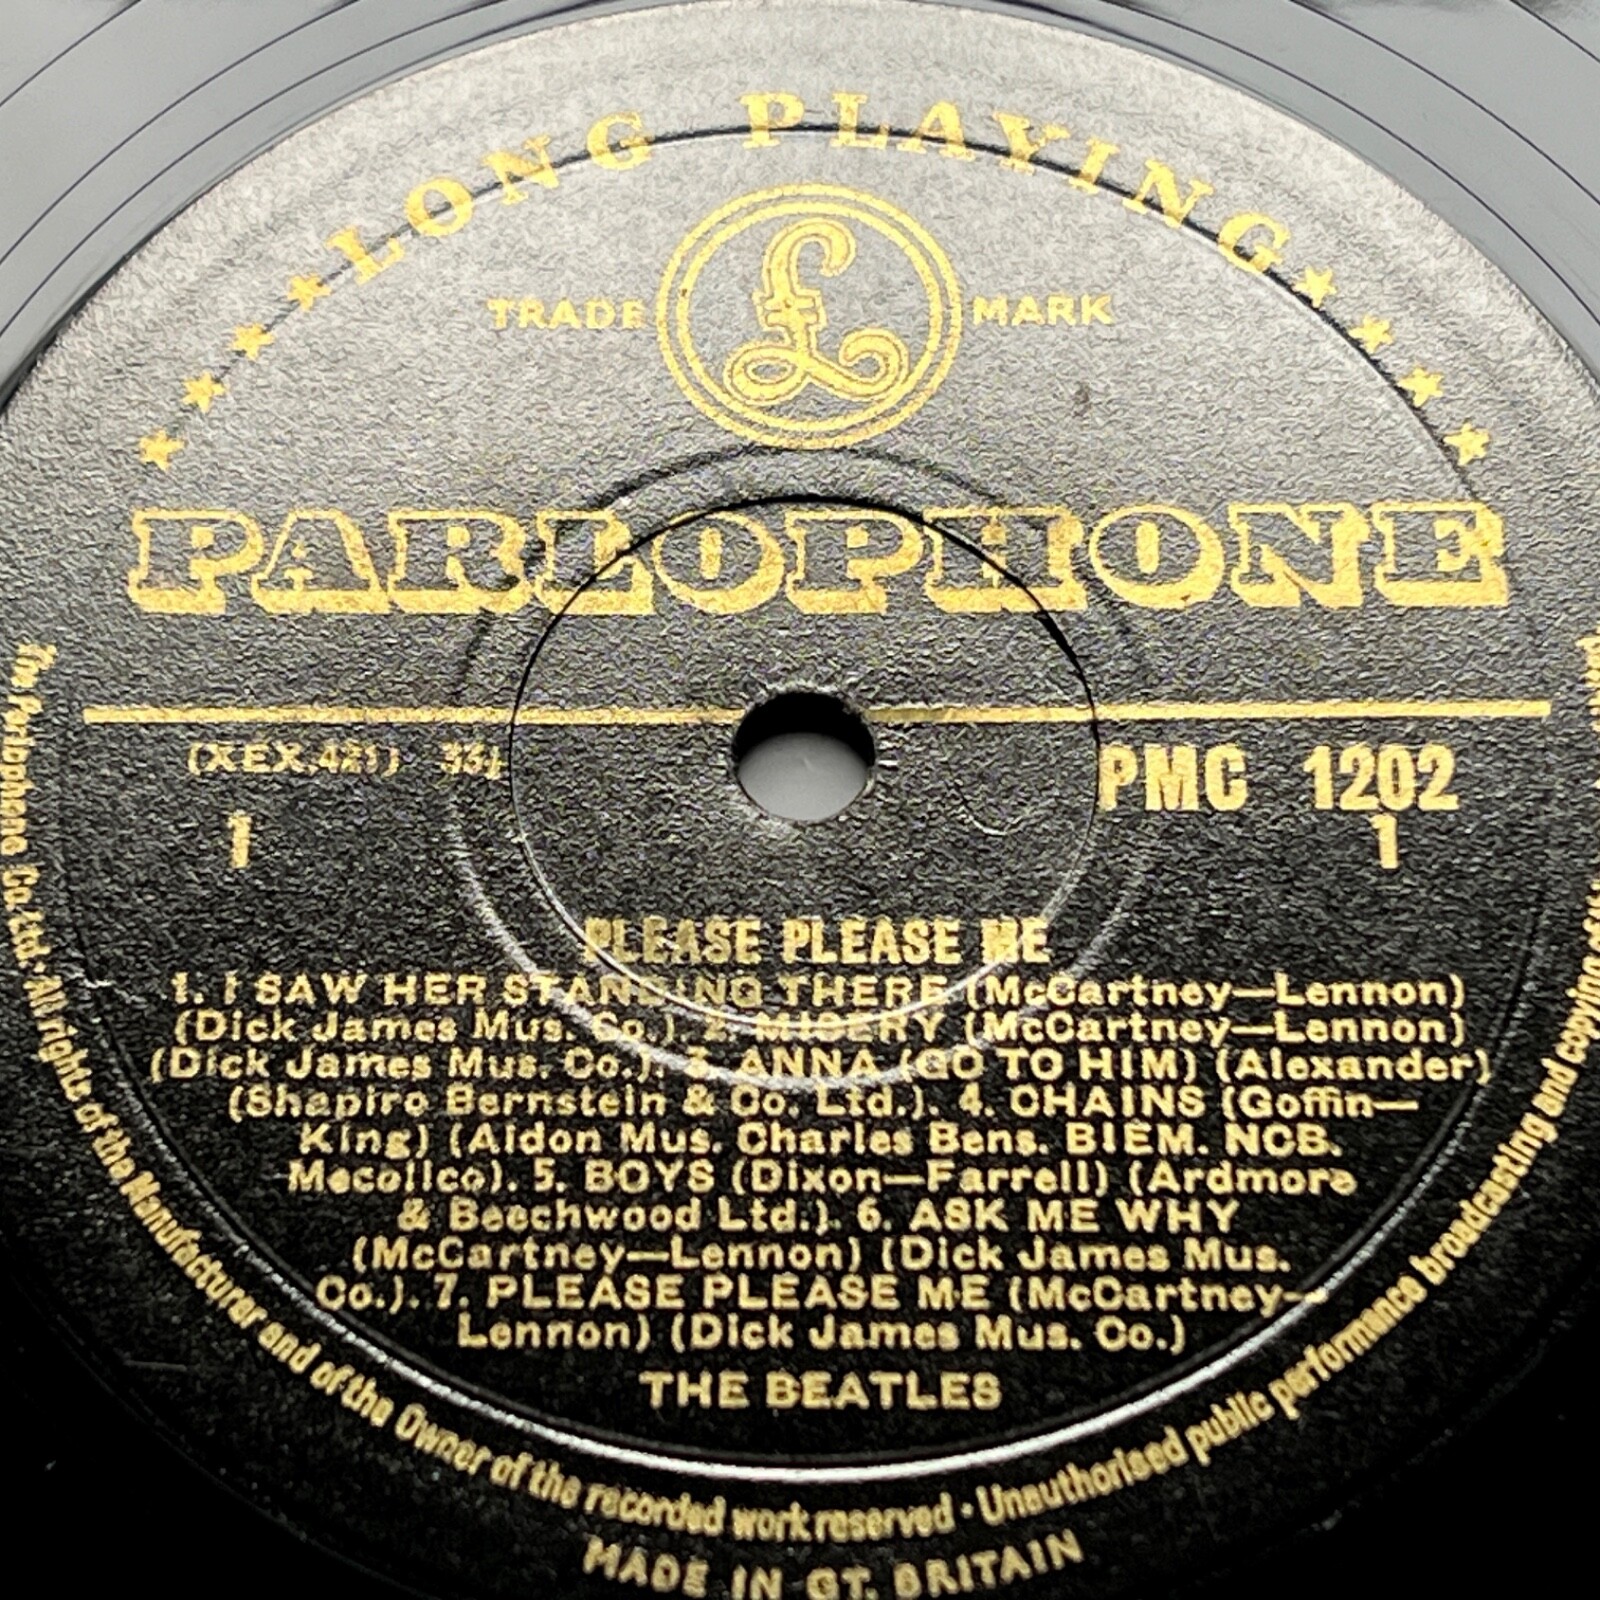 LONG PLAYING
TRADE £ MARK
PARLOPHONE
(XEX.421) 33⅓
PMC 1202
1
1
PLEASE PLEASE ME
1. I SAW HER STANDING THERE (McCartney—Lennon)
(Dick James Mus. Co.). 2. MISERY (McCartney—Lennon)
(Dick James Mus. Co.). 3. ANNA (GO TO HIM) (Alexander)
(Shapiro Bernstein & Co. Ltd.). 4. CHAINS (Goffin—
King) (Aldon Mus. Charles Bens. BIEM. NCB.
Mecolico). 5. BOYS (Dixon—Farrell) (Ardmore
& Beechwood Ltd.). 6. ASK ME WHY
(McCartney—Lennon) (Dick James Mus.
Co.). 7. PLEASE PLEASE ME (McCartney—
Lennon) (Dick James Mus. Co.)
THE BEATLES
The Parlophone Co. Ltd. · All rights of the Manufacturer and of the Owner of the recorded work reserved · Unauthorised public performance broadcasting and copying of
MADE IN GT. BRITAIN